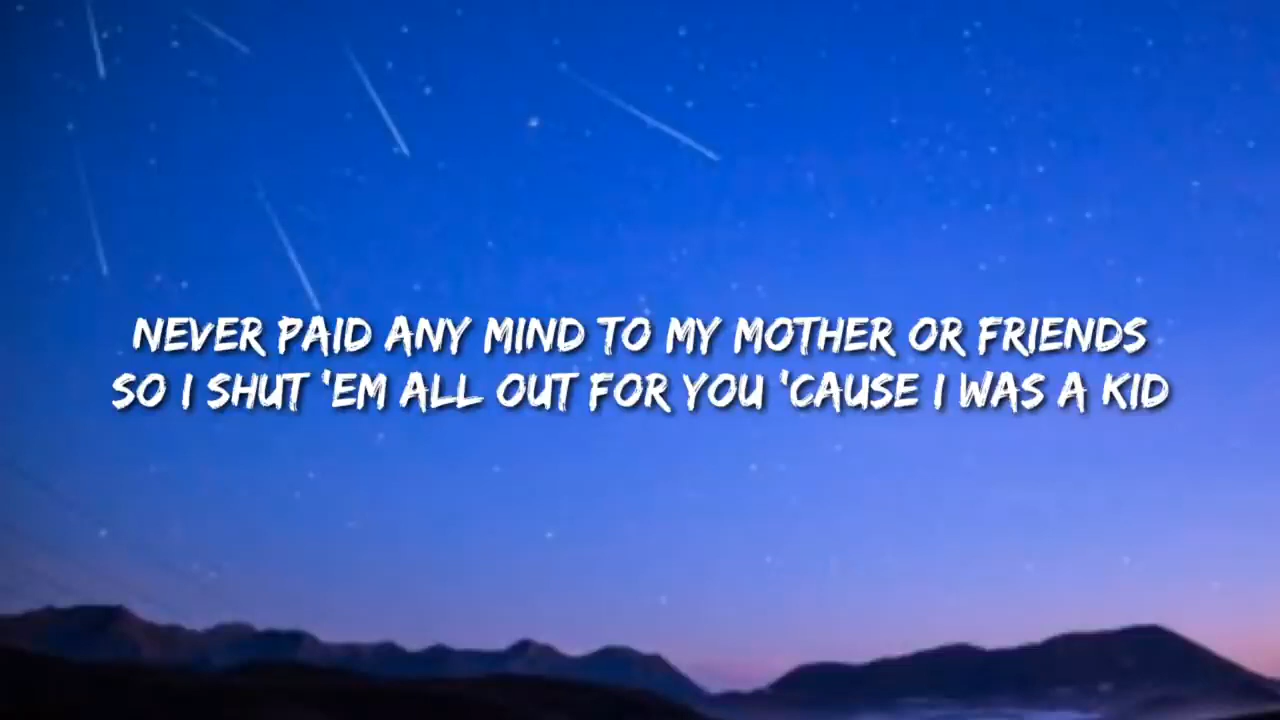 NEVER PAID ANY MIND TO MY MOTHER OR FRIENDS
SO I SHUT 'EM ALL OUT FOR YOU 'CAUSE I WAS A KID